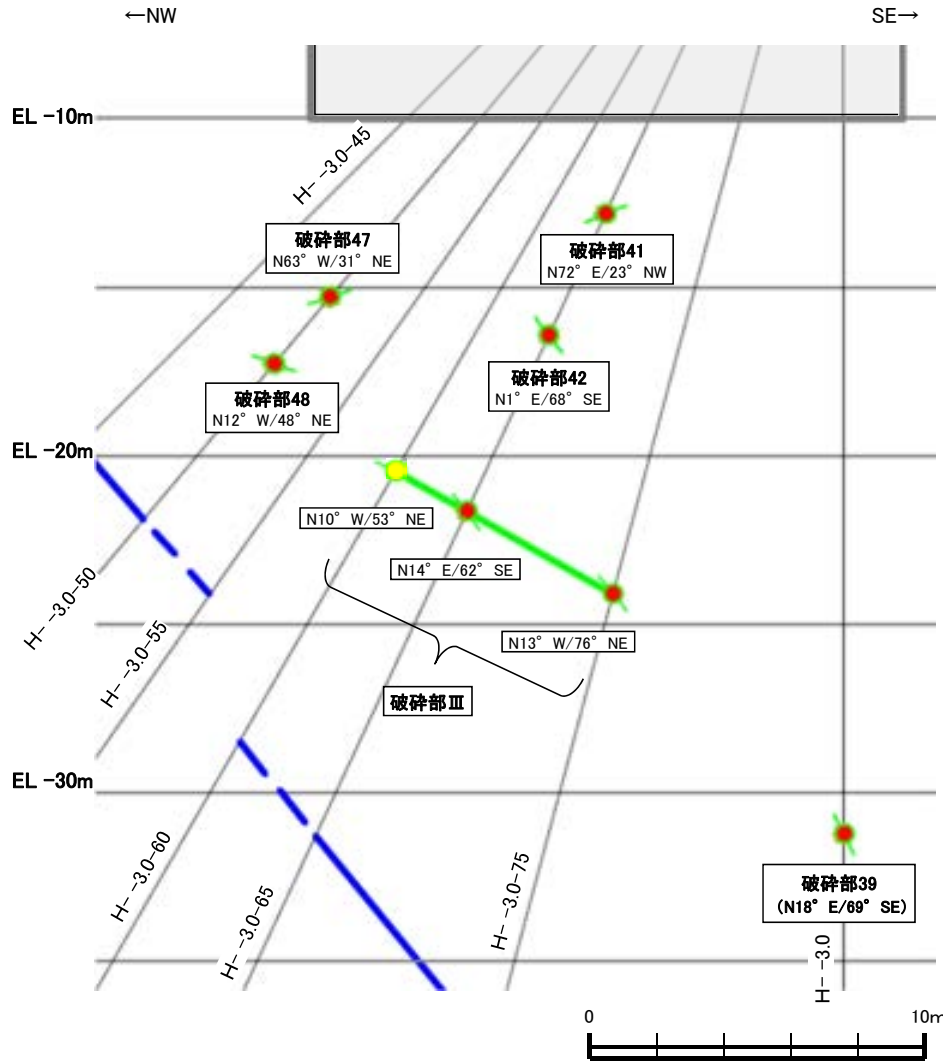 ←NW
SE→
EL -10m
H- -3.0-45
破砕部47
N63° W/31° NE
破砕部41
N72° E/23° NW
破砕部42
N1° E/68° SE
破砕部48
N12° W/48° NE
EL -20m
N10° W/53° NE
N14° E/62° SE
H- -3.0-50
H- -3.0-55
N13° W/76° NE
破砕部Ⅲ
EL -30m
H- -3.0-60
H- -3.0-65
H- -3.0-75
破砕部39
(N18° E/69° SE)
H- -3.0
0
10m